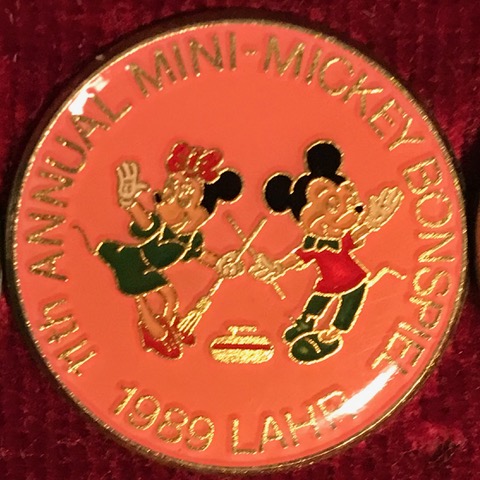 11th ANNUAL MINI-MICKEY BONSPIEL
1989 LAHR